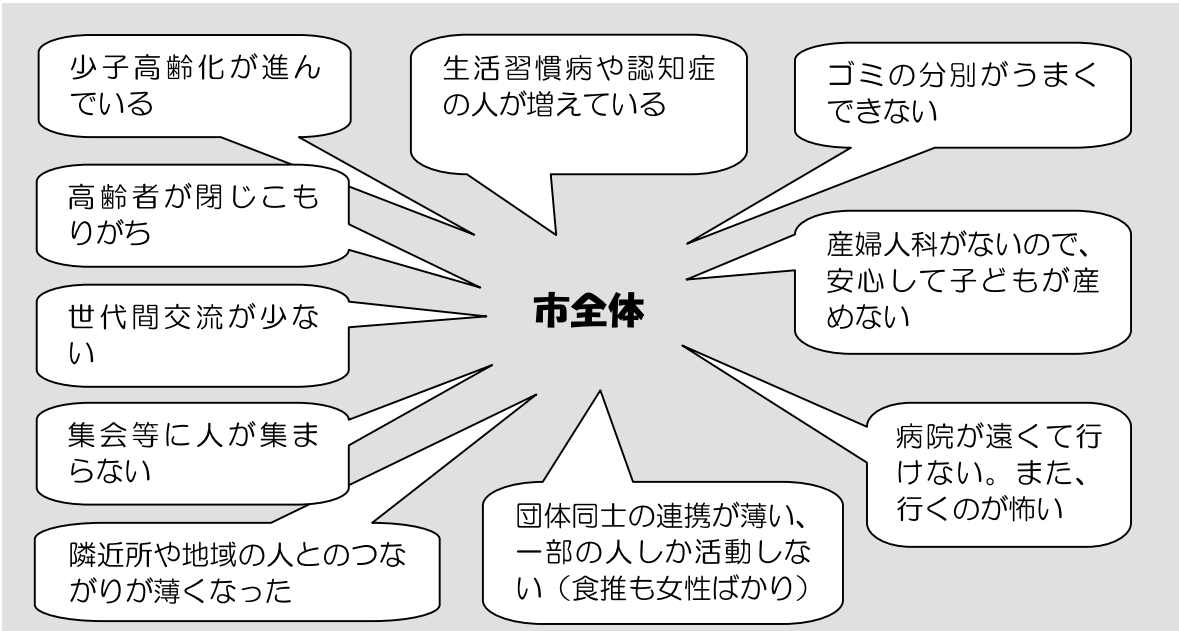 少子高齢化が進ん
でいる
生活習慣病や認知症
の人が増えている
ゴミの分別がうまく
できない
高齢者が閉じこも
りがち
産婦人科がないので、
安心して子どもが産
めない
世代間交流が少な
い
市全体
集会等に人が集ま
らない
病院が遠くて行
けない。また、
行くのが怖い
団体同士の連携が薄い、
一部の人しか活動しな
い（食推も女性ばかり）
隣近所や地域の人とのつな
がりが薄くなった